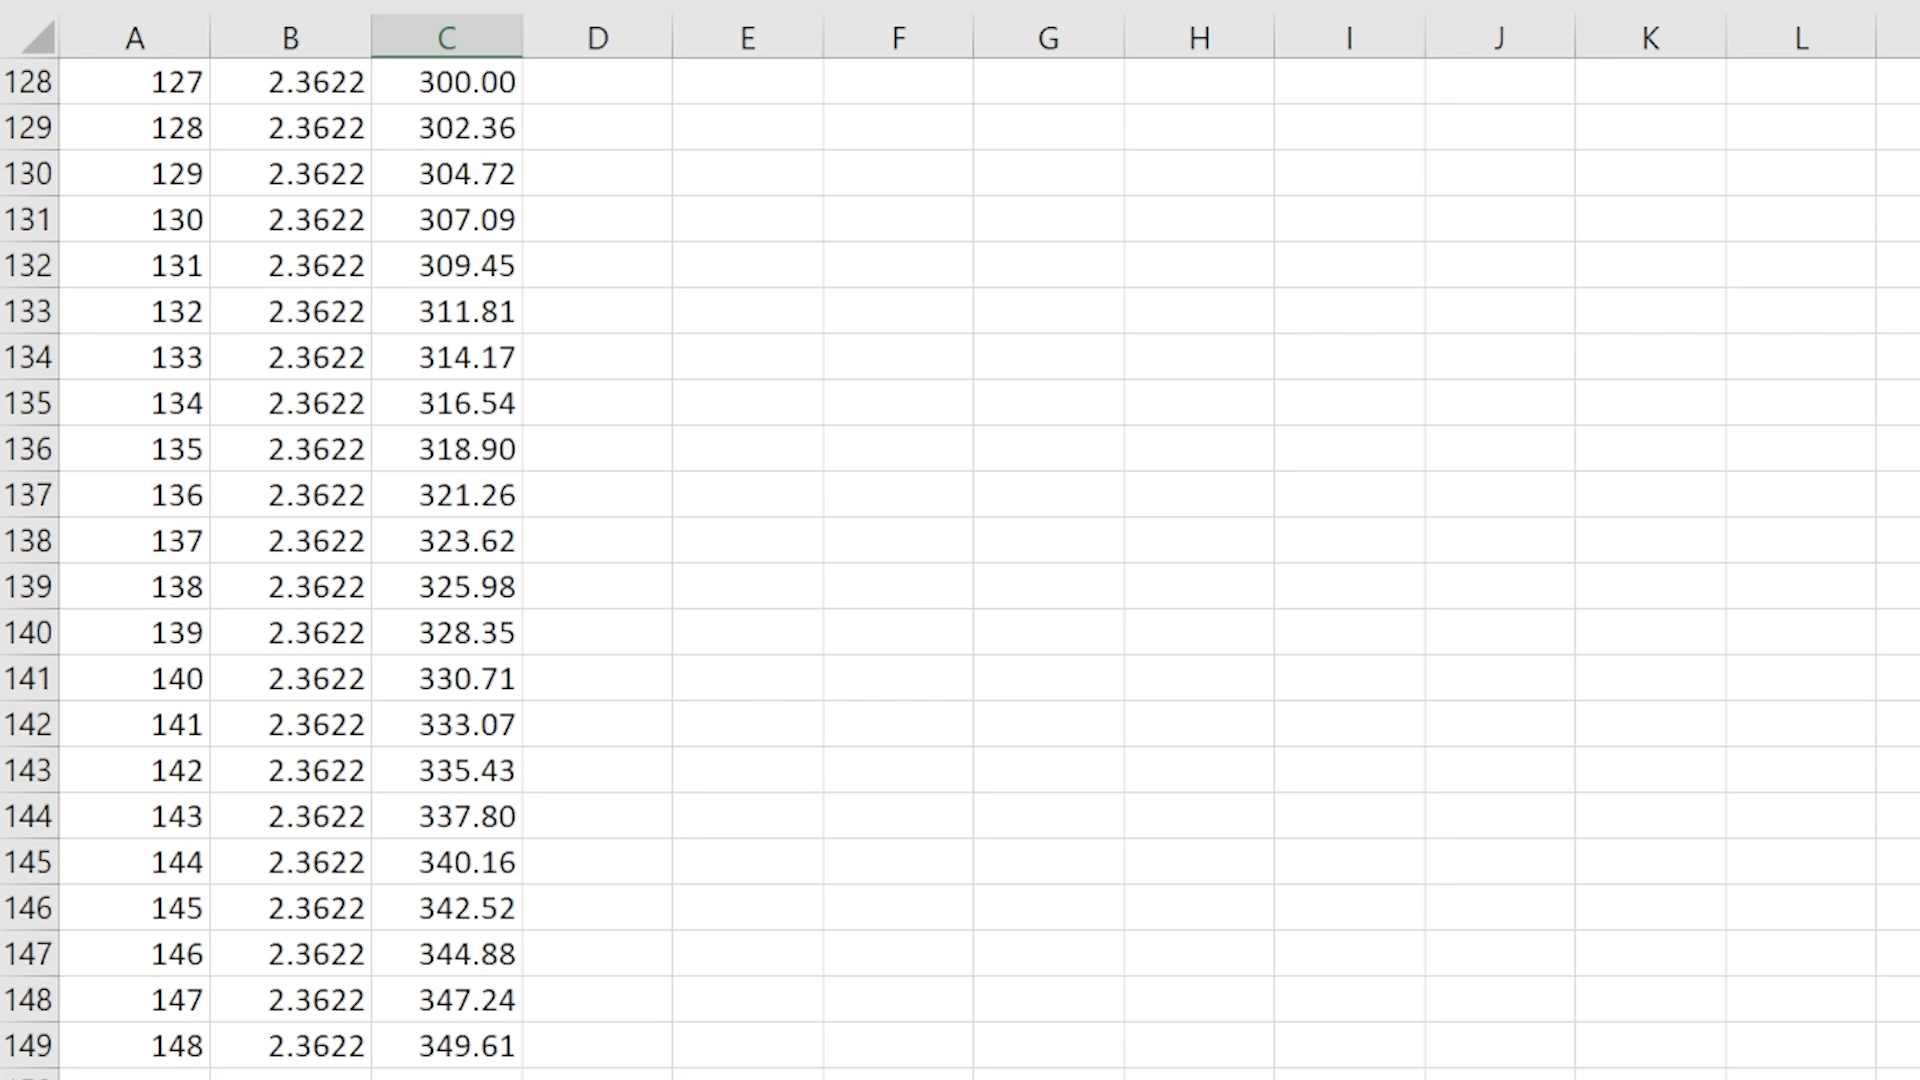 A B C D E F G H I J K L
128 127 2.3622 300.00
129 128 2.3622 302.36
130 129 2.3622 304.72
131 130 2.3622 307.09
132 131 2.3622 309.45
133 132 2.3622 311.81
134 133 2.3622 314.17
135 134 2.3622 316.54
136 135 2.3622 318.90
137 136 2.3622 321.26
138 137 2.3622 323.62
139 138 2.3622 325.98
140 139 2.3622 328.35
141 140 2.3622 330.71
142 141 2.3622 333.07
143 142 2.3622 335.43
144 143 2.3622 337.80
145 144 2.3622 340.16
146 145 2.3622 342.52
147 146 2.3622 344.88
148 147 2.3622 347.24
149 148 2.3622 349.61